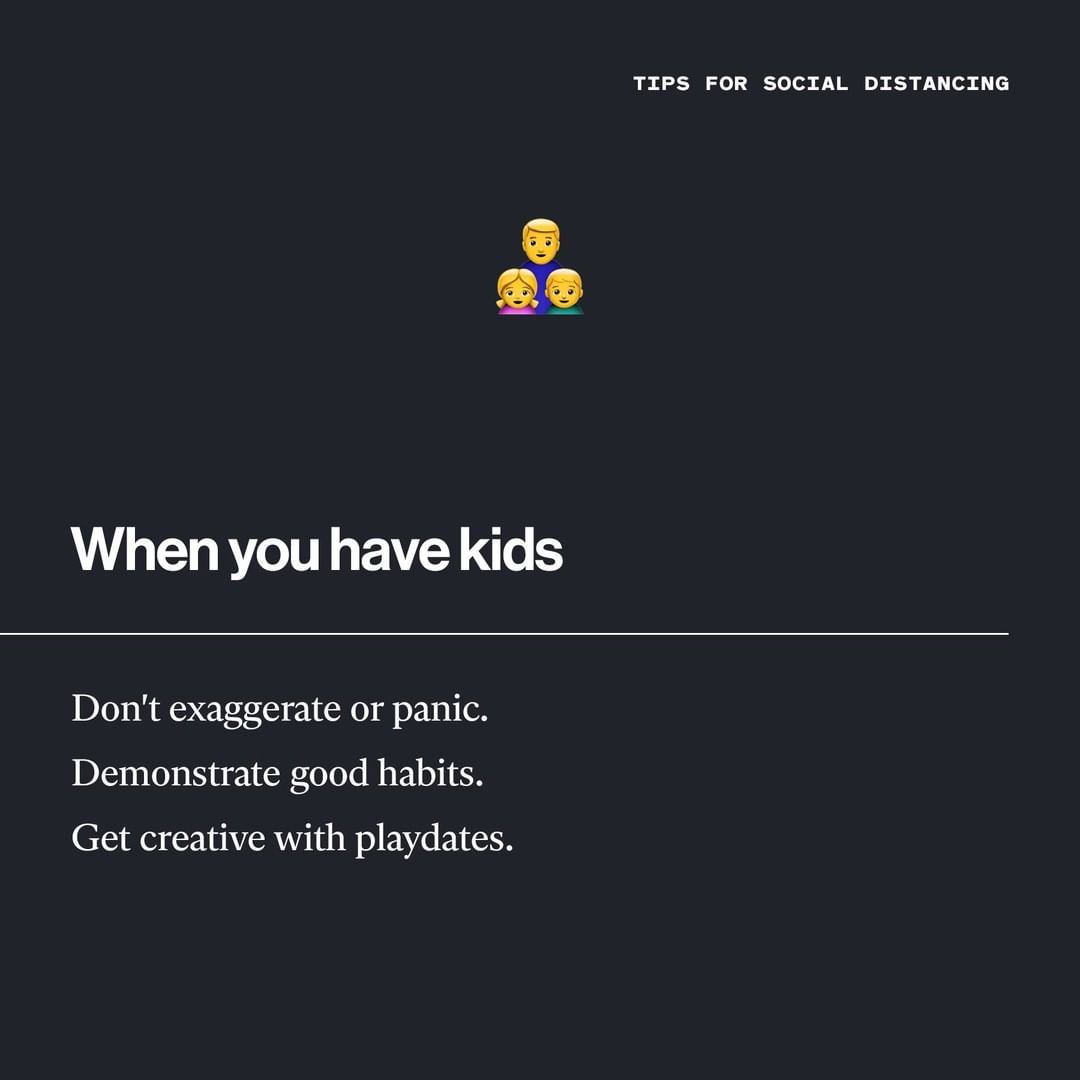 TIPS FOR SOCIAL DISTANCING
When you have kids
Don't exaggerate or panic.
Demonstrate good habits.
Get creative with playdates.